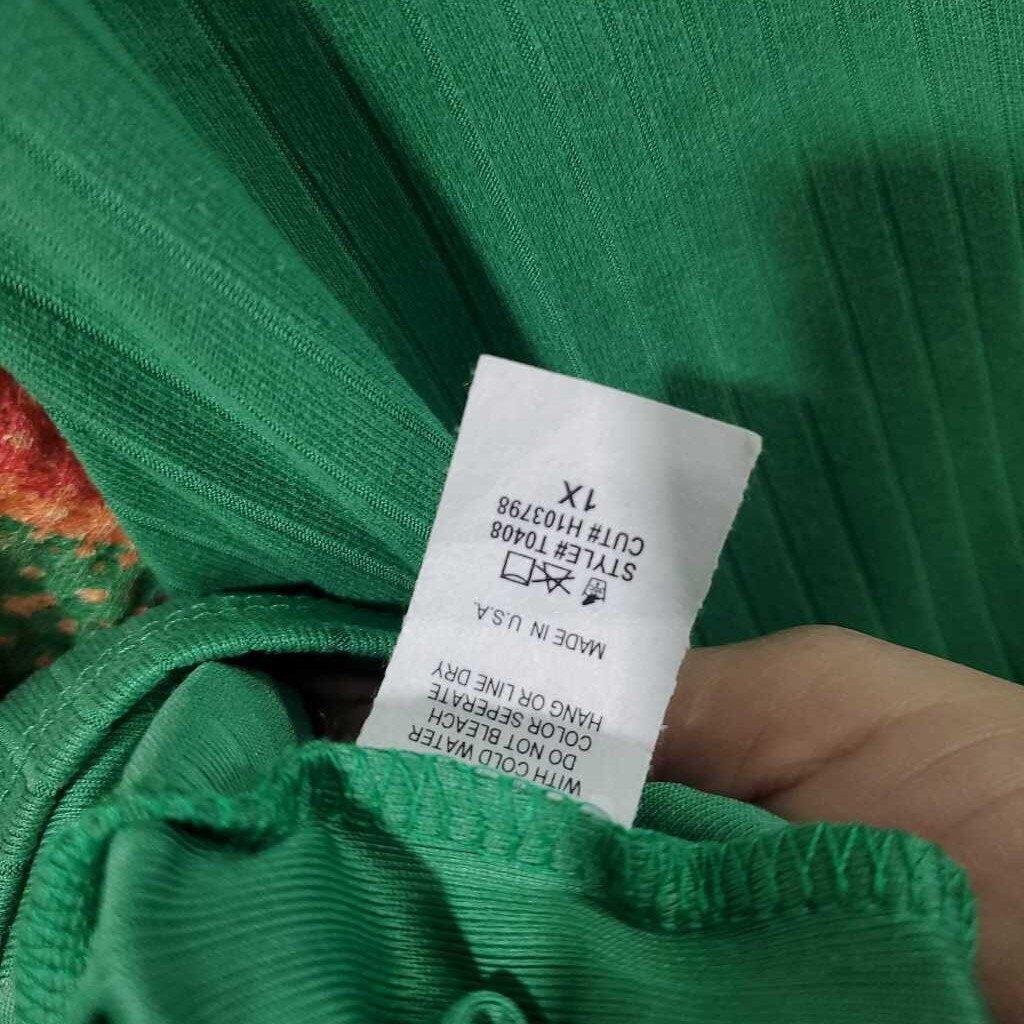 WITH COLD WATER
DO NOT BLEACH
COLOR SEPERATE
HANG OR LINE DRY
MADE IN U.S.A.
STYLE# T0408
CUT# H103798
1X